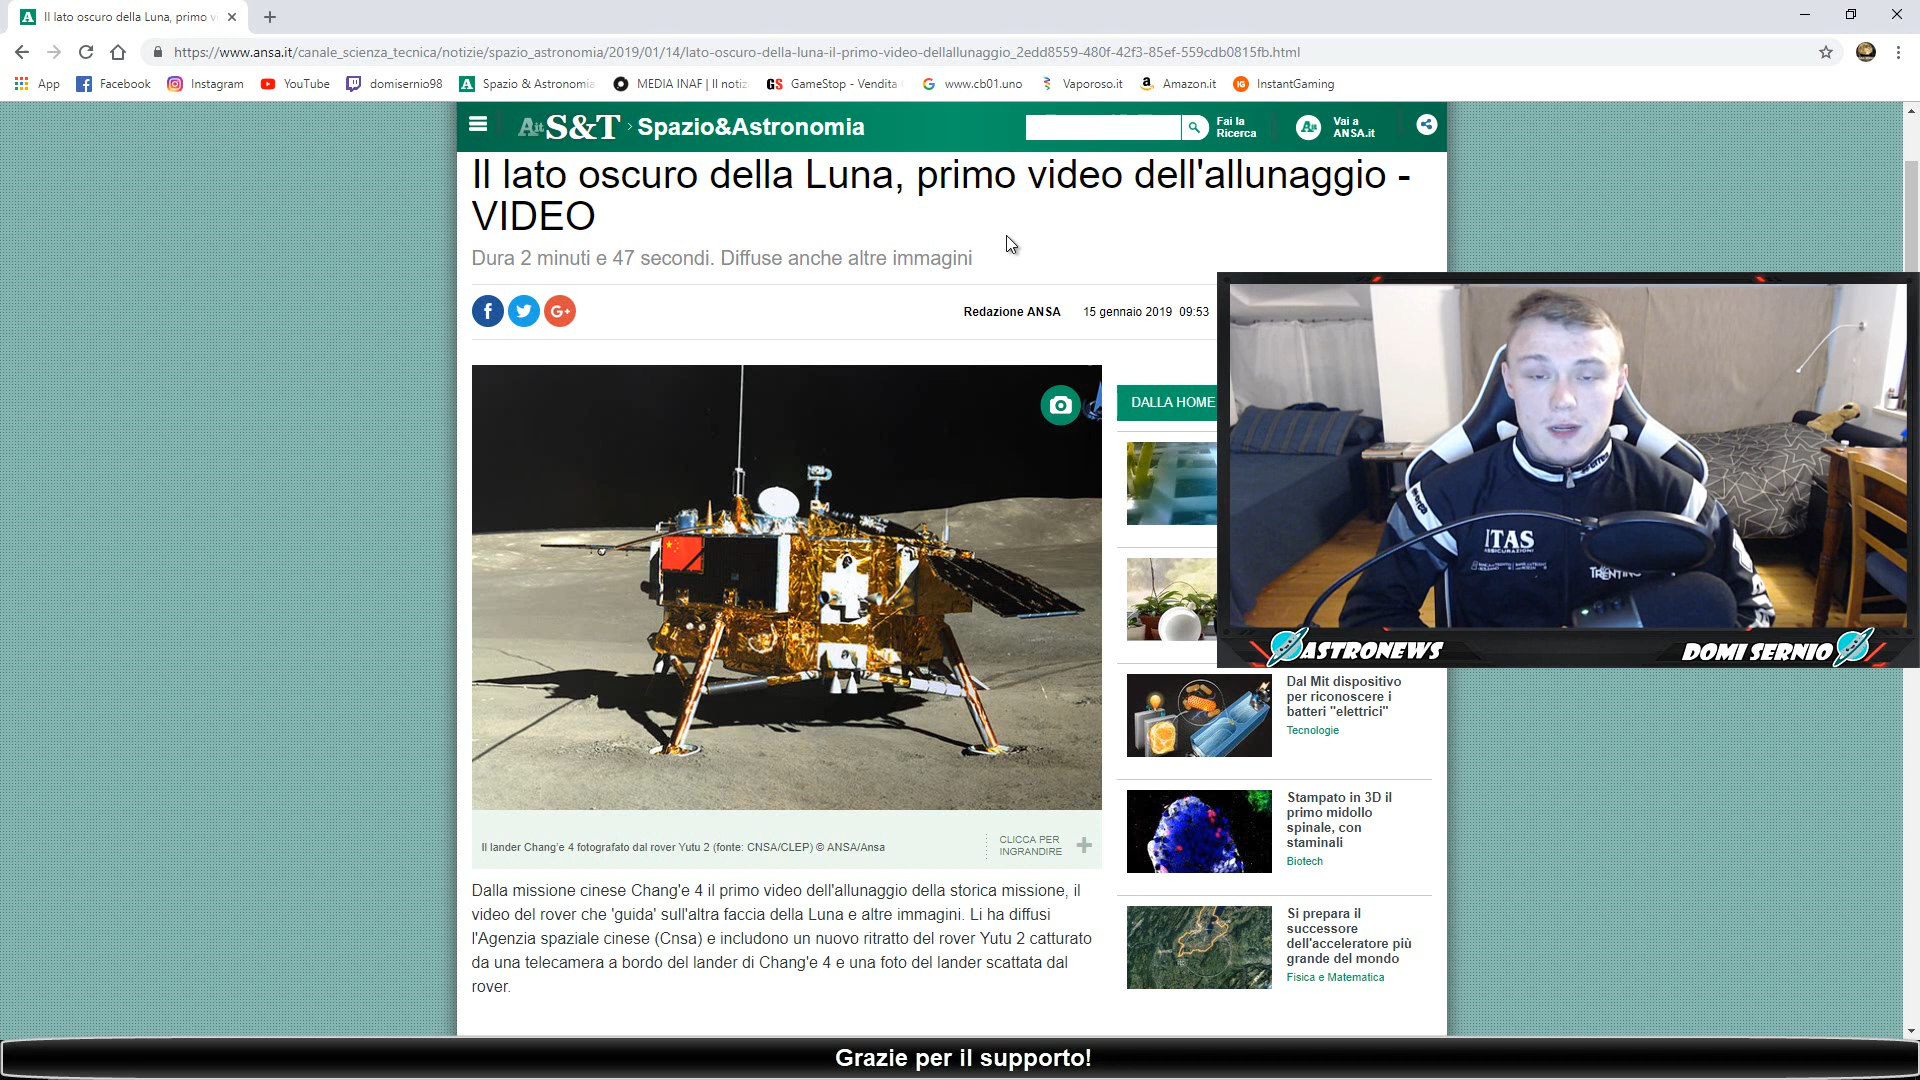 Il lato oscuro della Luna, primo v
https://www.ansa.it/canale_scienza_tecnica/notizie/spazio_astronomia/2019/01/14/lato-oscuro-della-luna-il-primo-video-dellallunaggio_2edd8559-480f-42f3-85ef-559cdb0815fb.html
App Facebook Instagram YouTube domisernio98 Spazio & Astronomia MEDIA INAF | Il notiz GameStop - Vendita www.cb01.uno Vaporoso.it Amazon.it InstantGaming
Ait S&T › Spazio&Astronomia
Fai la
Ricerca
Vai a
ANSA.it
Il lato oscuro della Luna, primo video dell'allunaggio -
VIDEO
Dura 2 minuti e 47 secondi. Diffuse anche altre immagini
Redazione ANSA 15 gennaio 2019 09:53
DALLA HOME
ITAS
ASSICURAZIONI
TRENTINO
ASTRONEWS
DOMI SERNIO
Dal Mit dispositivo
per riconoscere i
batteri "elettrici"
Tecnologie
Stampato in 3D il
primo midollo
spinale, con
staminali
Biotech
Si prepara il
successore
dell'acceleratore più
grande del mondo
Fisica e Matematica
Il lander Chang'e 4 fotografato dal rover Yutu 2 (fonte: CNSA/CLEP) © ANSA/Ansa
CLICCA PER
INGRANDIRE
Dalla missione cinese Chang'e 4 il primo video dell'allunaggio della storica missione, il
video del rover che 'guida' sull'altra faccia della Luna e altre immagini. Li ha diffusi
l'Agenzia spaziale cinese (Cnsa) e includono un nuovo ritratto del rover Yutu 2 catturato
da una telecamera a bordo del lander di Chang'e 4 e una foto del lander scattata dal
rover.
Grazie per il supporto!